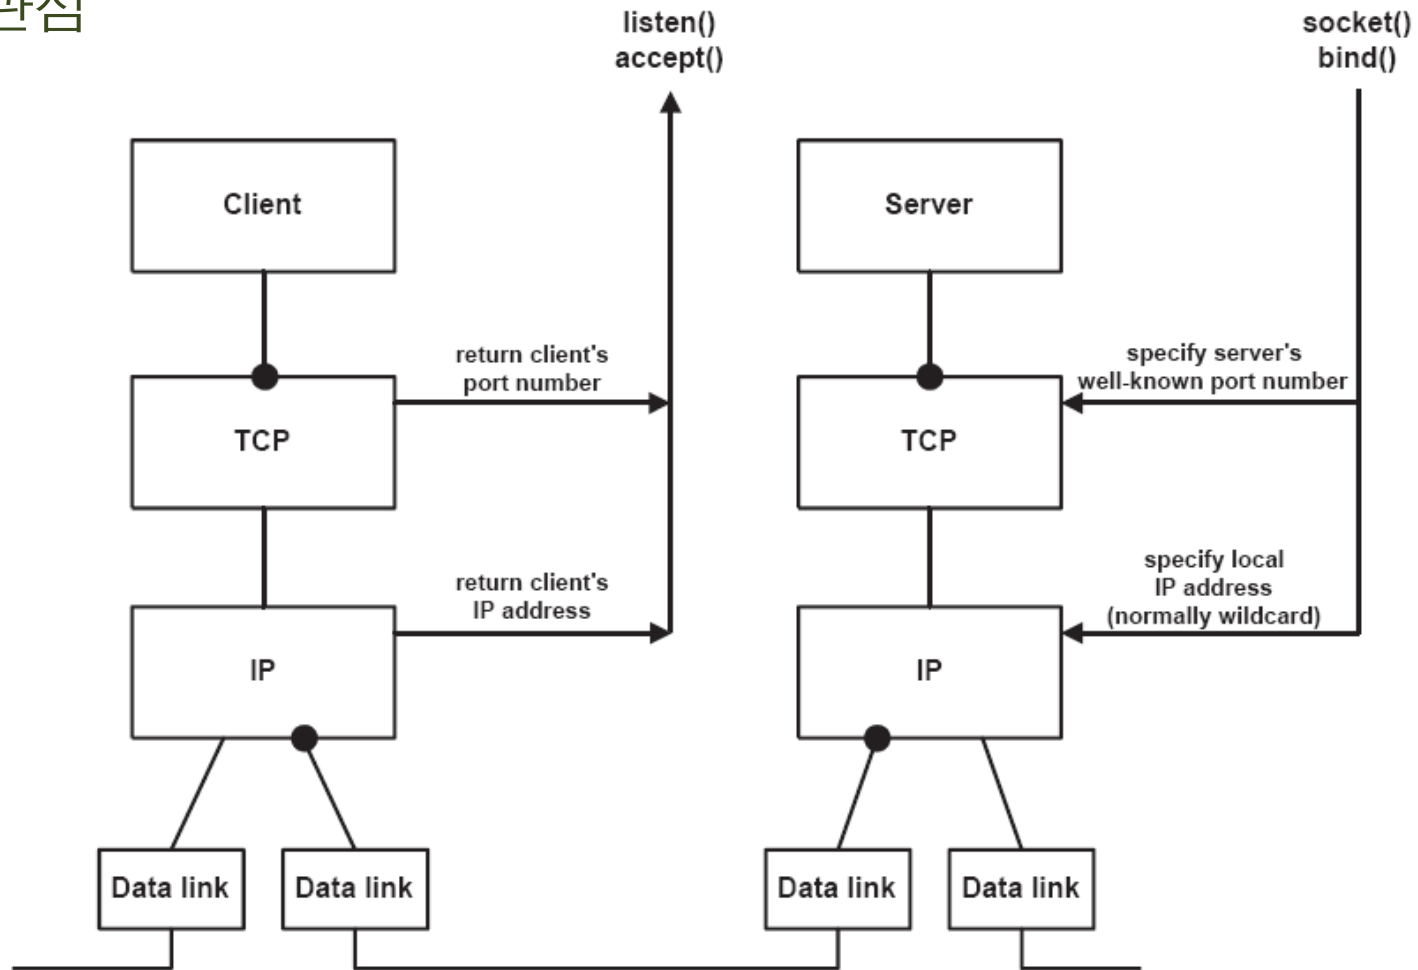 관점
listen()
accept()
socket()
bind()
Client
Server
return client's
port number
specify server's
well-known port number
TCP
TCP
return client's
IP address
specify local
IP address
(normally wildcard)
IP
IP
Data link
Data link
Data link
Data link